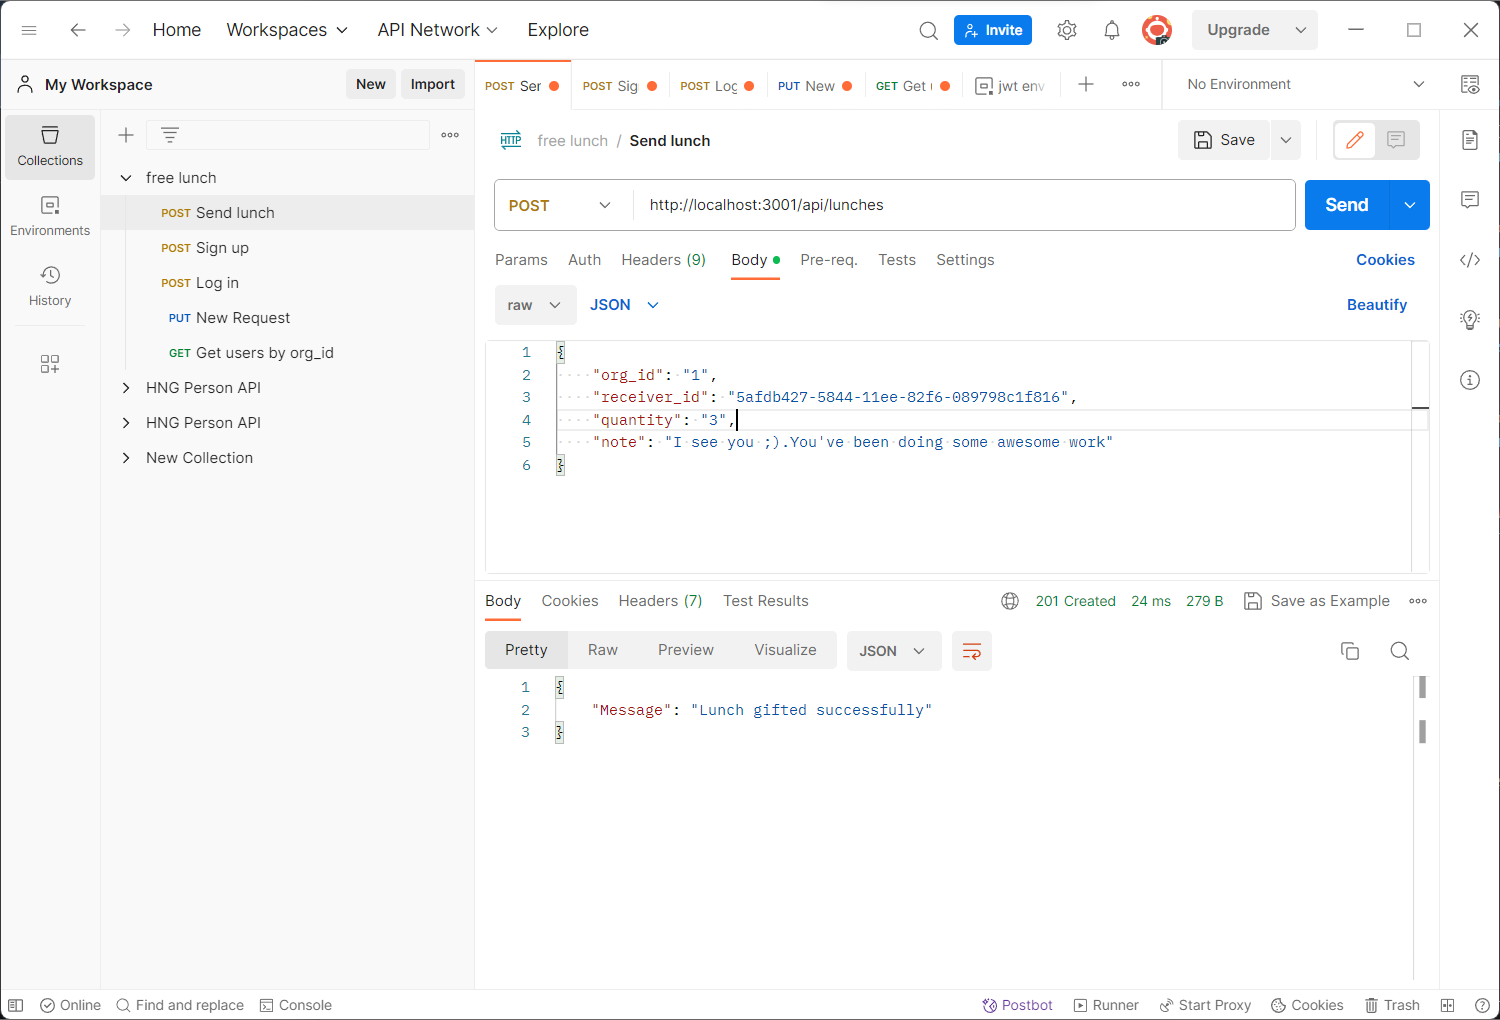 Home Workspaces API Network Explore Invite Upgrade
My Workspace New Import
POST Ser POST Sig POST Log PUT New GET Get jwt env No Environment
Collections
Environments
History
free lunch
POST Send lunch
POST Sign up
POST Log in
PUT New Request
GET Get users by org_id
HNG Person API
HNG Person API
New Collection
HTTP free lunch / Send lunch Save
POST http://localhost:3001/api/lunches Send
Params Auth Headers (9) Body Pre-req. Tests Settings Cookies
raw JSON Beautify
1 {
2 "org_id": "1",
3 "receiver_id": "5afdb427-5844-11ee-82f6-089798c1f816",
4 "quantity": "3",
5 "note": "I see you ;).You've been doing some awesome work"
6 }
Body Cookies Headers (7) Test Results 201 Created 24 ms 279 B Save as Example
Pretty Raw Preview Visualize JSON
1 {
2 "Message": "Lunch gifted successfully"
3 }
Online Find and replace Console Postbot Runner Start Proxy Cookies Trash